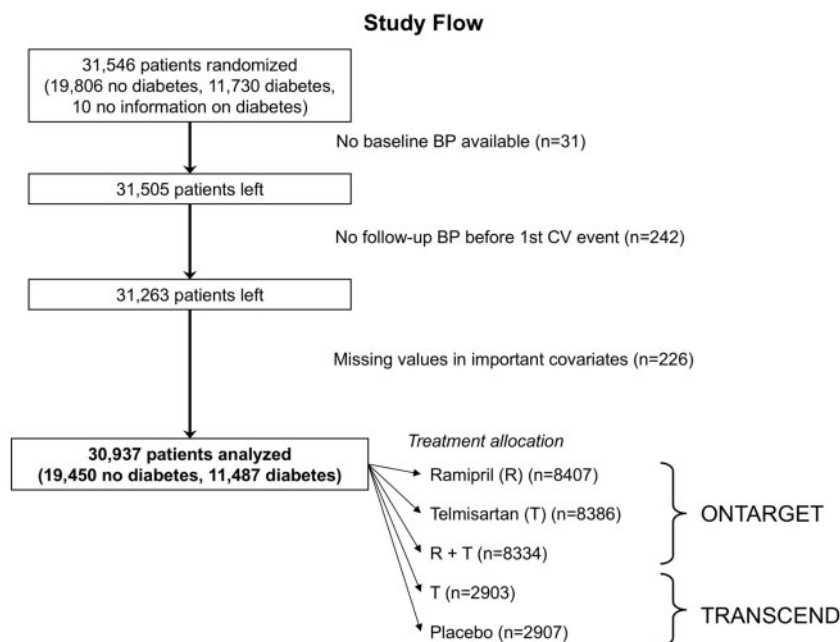 Study Flow
31,546 patients randomized
(19,806 no diabetes, 11,730 diabetes,
10 no information on diabetes)
No baseline BP available (n=31)
31,505 patients left
No follow-up BP before 1st CV event (n=242)
31,263 patients left
Missing values in important covariates (n=226)
30,937 patients analyzed
(19,450 no diabetes, 11,487 diabetes)
Treatment allocation
Ramipril (R) (n=8407)
Telmisartan (T) (n=8386)
R + T (n=8334)
ONTARGET
T (n=2903)
Placebo (n=2907)
TRANSCEND